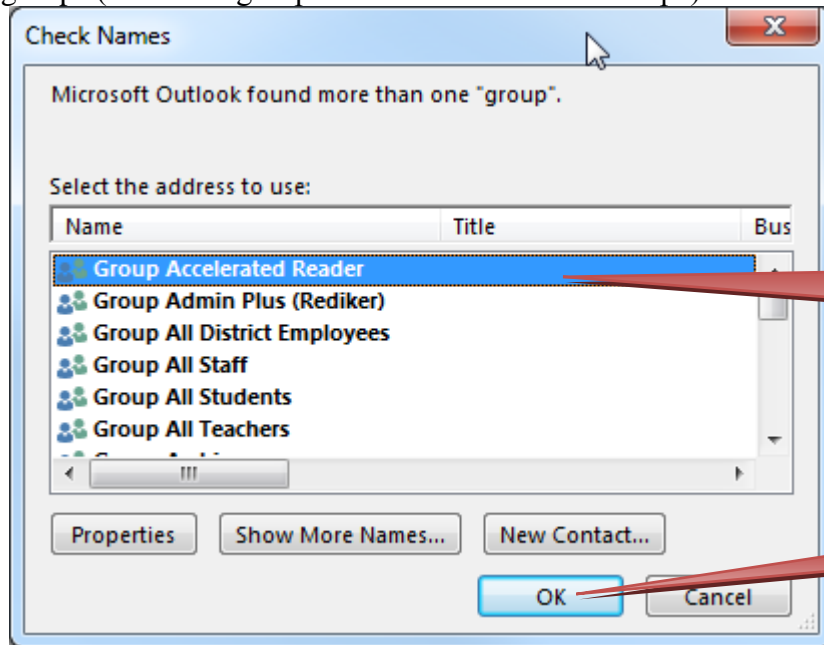 Check Names
Microsoft Outlook found more than one "group".
Select the address to use:
Name Title Bus
Group Accelerated Reader
Group Admin Plus (Rediker)
Group All District Employees
Group All Staff
Group All Students
Group All Teachers
Properties Show More Names... New Contact...
OK Cancel